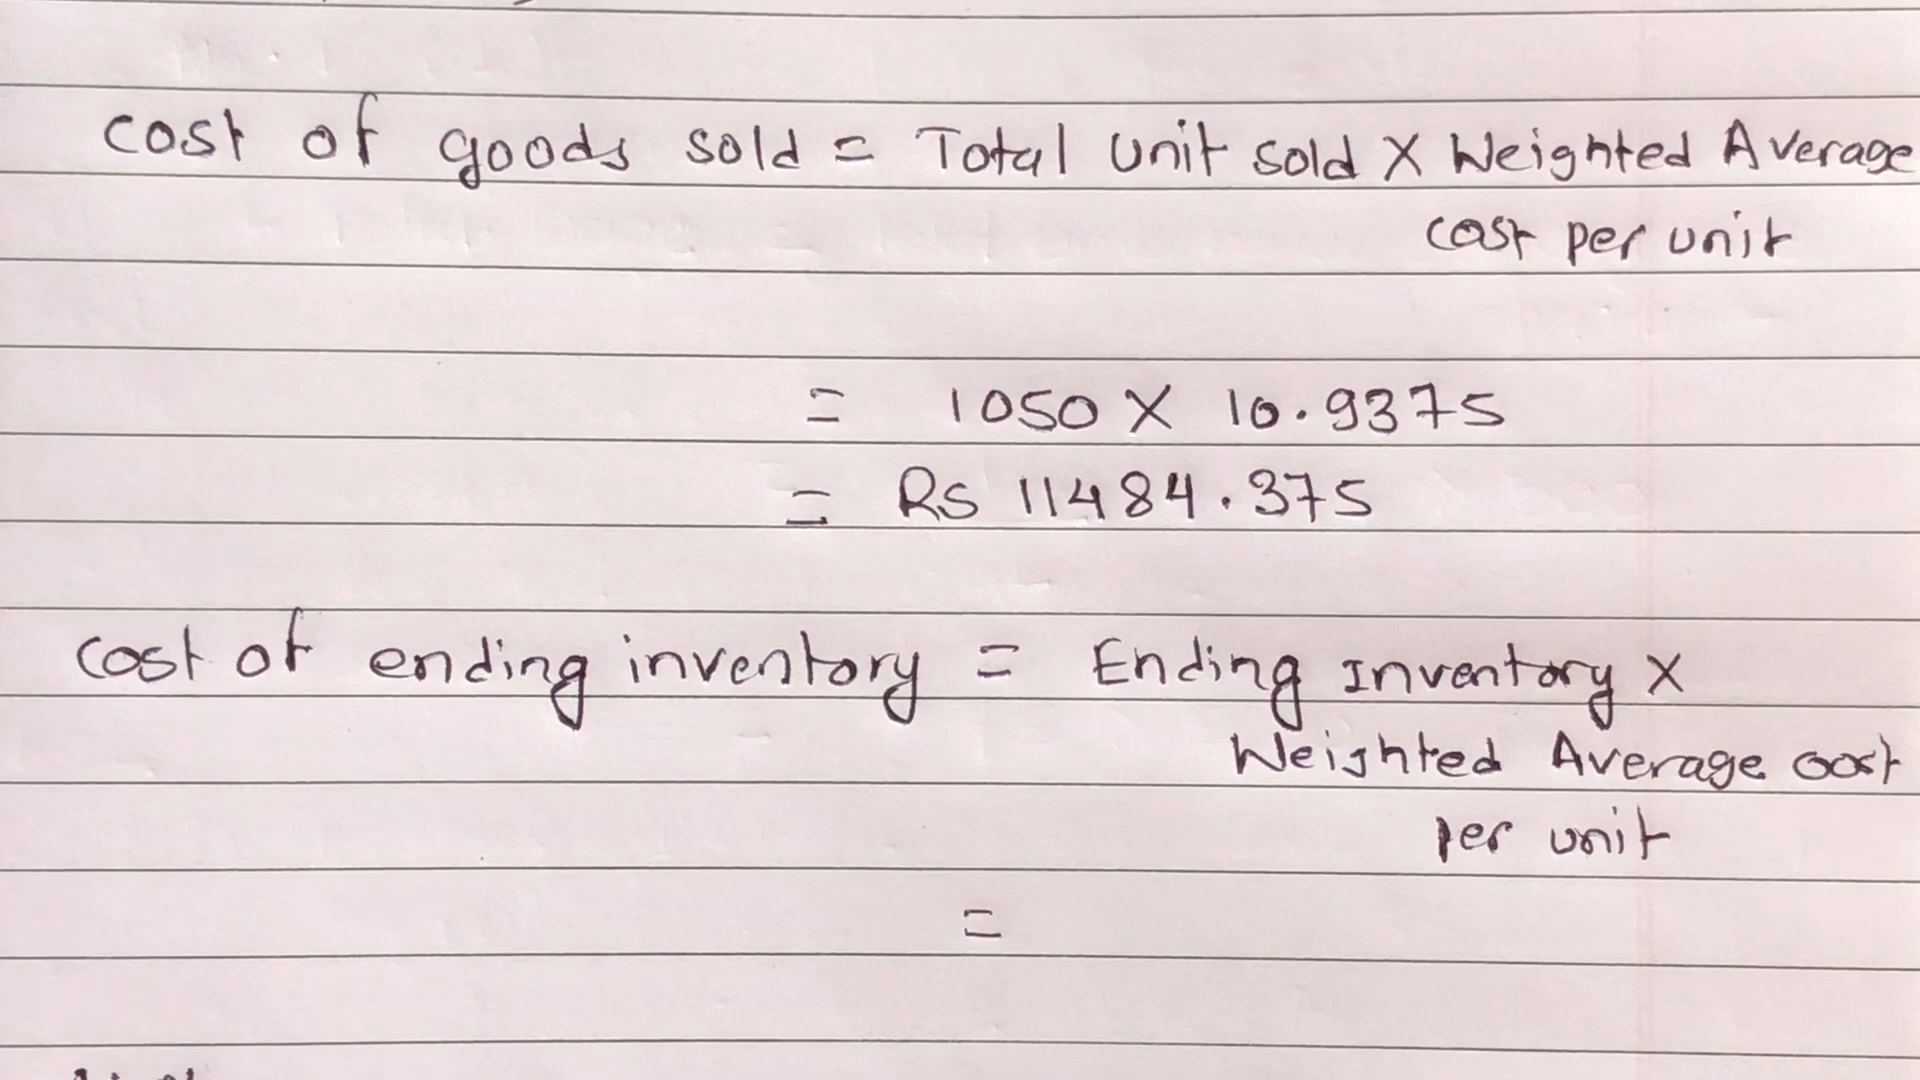 Cost of goods sold = Total unit sold X Weighted Average
cost per unit
= 1050 X 10.9375
= Rs 11484.375
Cost of ending inventory = Ending Inventory X
Weighted Average cost
per unit
=